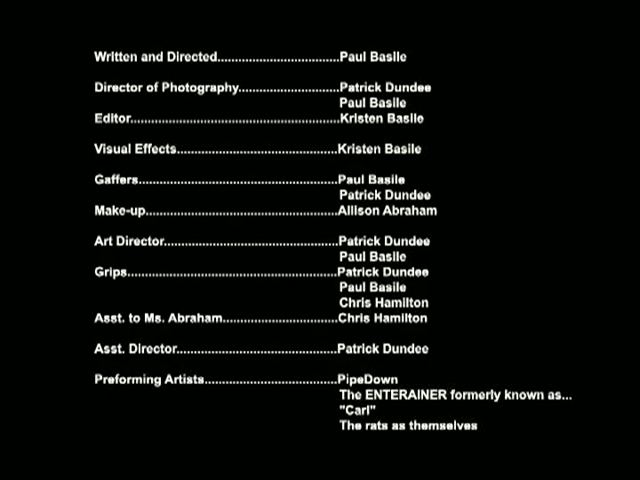 Written and Directed..................................Paul Basile
Director of Photography............................Patrick Dundee
Paul Basile
Editor..........................................................Kristen Basile
Visual Effects.............................................Kristen Basile
Gaffers.......................................................Paul Basile
Patrick Dundee
Make-up.....................................................Allison Abraham
Art Director................................................Patrick Dundee
Paul Basile
Grips..........................................................Patrick Dundee
Paul Basile
Chris Hamilton
Asst. to Ms. Abraham................................Chris Hamilton
Asst. Director.............................................Patrick Dundee
Preforming Artists.....................................PipeDown
The ENTERAINER formerly known as...
"Carl"
The rats as themselves